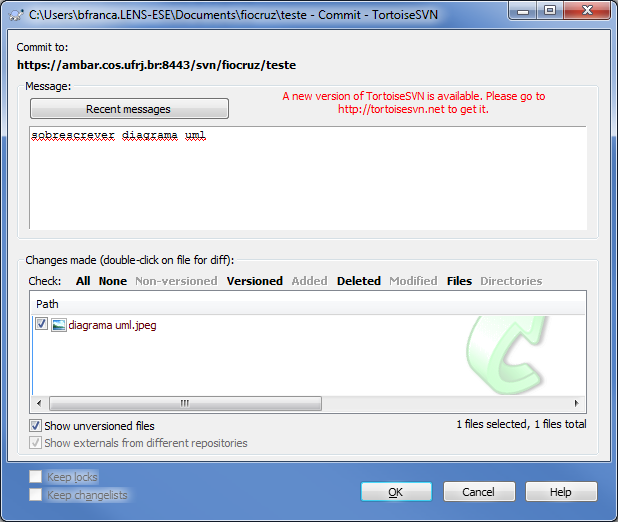 C:\Users\bfranca.LENS-ESE\Documents\fiocruz\teste - Commit - TortoiseSVN
Commit to:
https://ambar.cos.ufrj.br:8443/svn/fiocruz/teste
Message:
Recent messages
A new version of TortoiseSVN is available. Please go to
http://tortoisesvn.net to get it.
sobrescrever diagrama uml
Changes made (double-click on file for diff):
Check: All None Non-versioned Versioned Added Deleted Modified Files Directories
Path
diagrama uml.jpeg
Show unversioned files
1 files selected, 1 files total
Show externals from different repositories
Keep locks
Keep changelists
OK Cancel Help